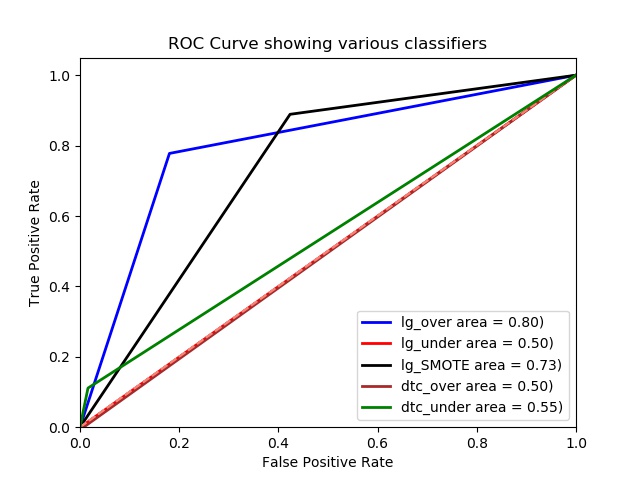 ROC Curve showing various classifiers
1.0
0.8
0.6
0.4
0.2
0.0
True Positive Rate
lg_over area = 0.80)
lg_under area = 0.50)
lg_SMOTE area = 0.73)
dtc_over area = 0.50)
dtc_under area = 0.55)
0.0 0.2 0.4 0.6 0.8 1.0
False Positive Rate